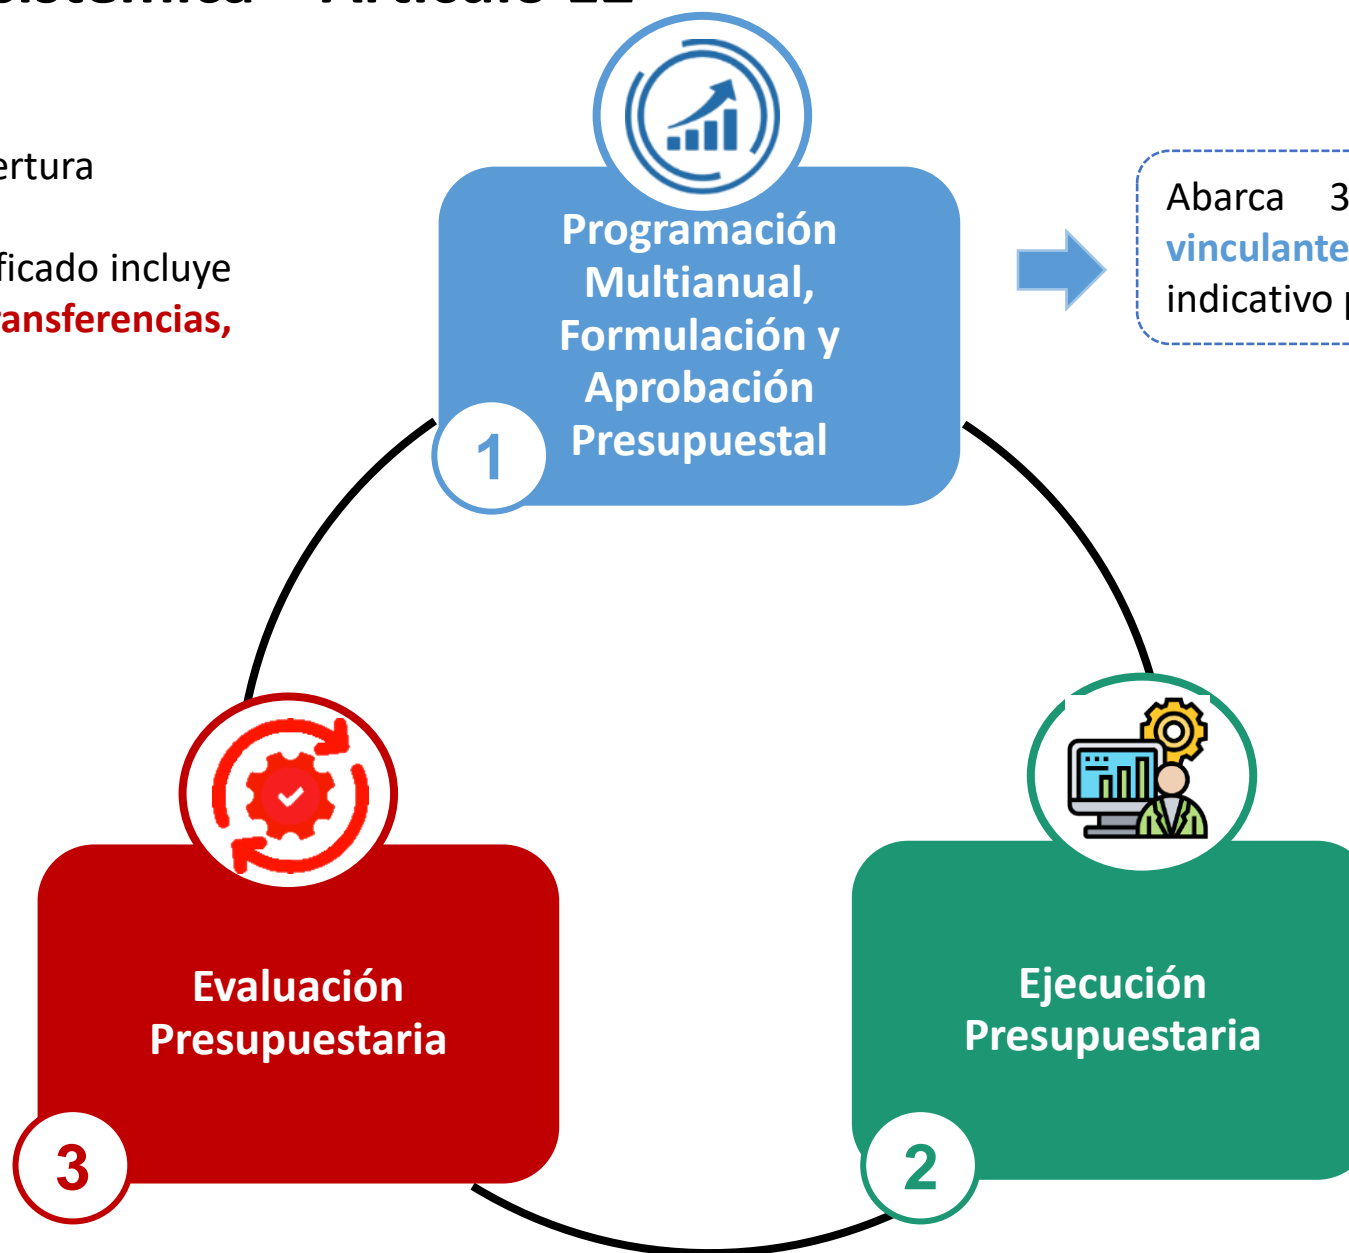 ertura
ficado incluye
ransferencias,
Programación
Multianual,
Formulación y
Aprobación
Presupuestal
1
Abarca 3
vinculante
indicativo p
Evaluación
Presupuestaria
3
Ejecución
Presupuestaria
2